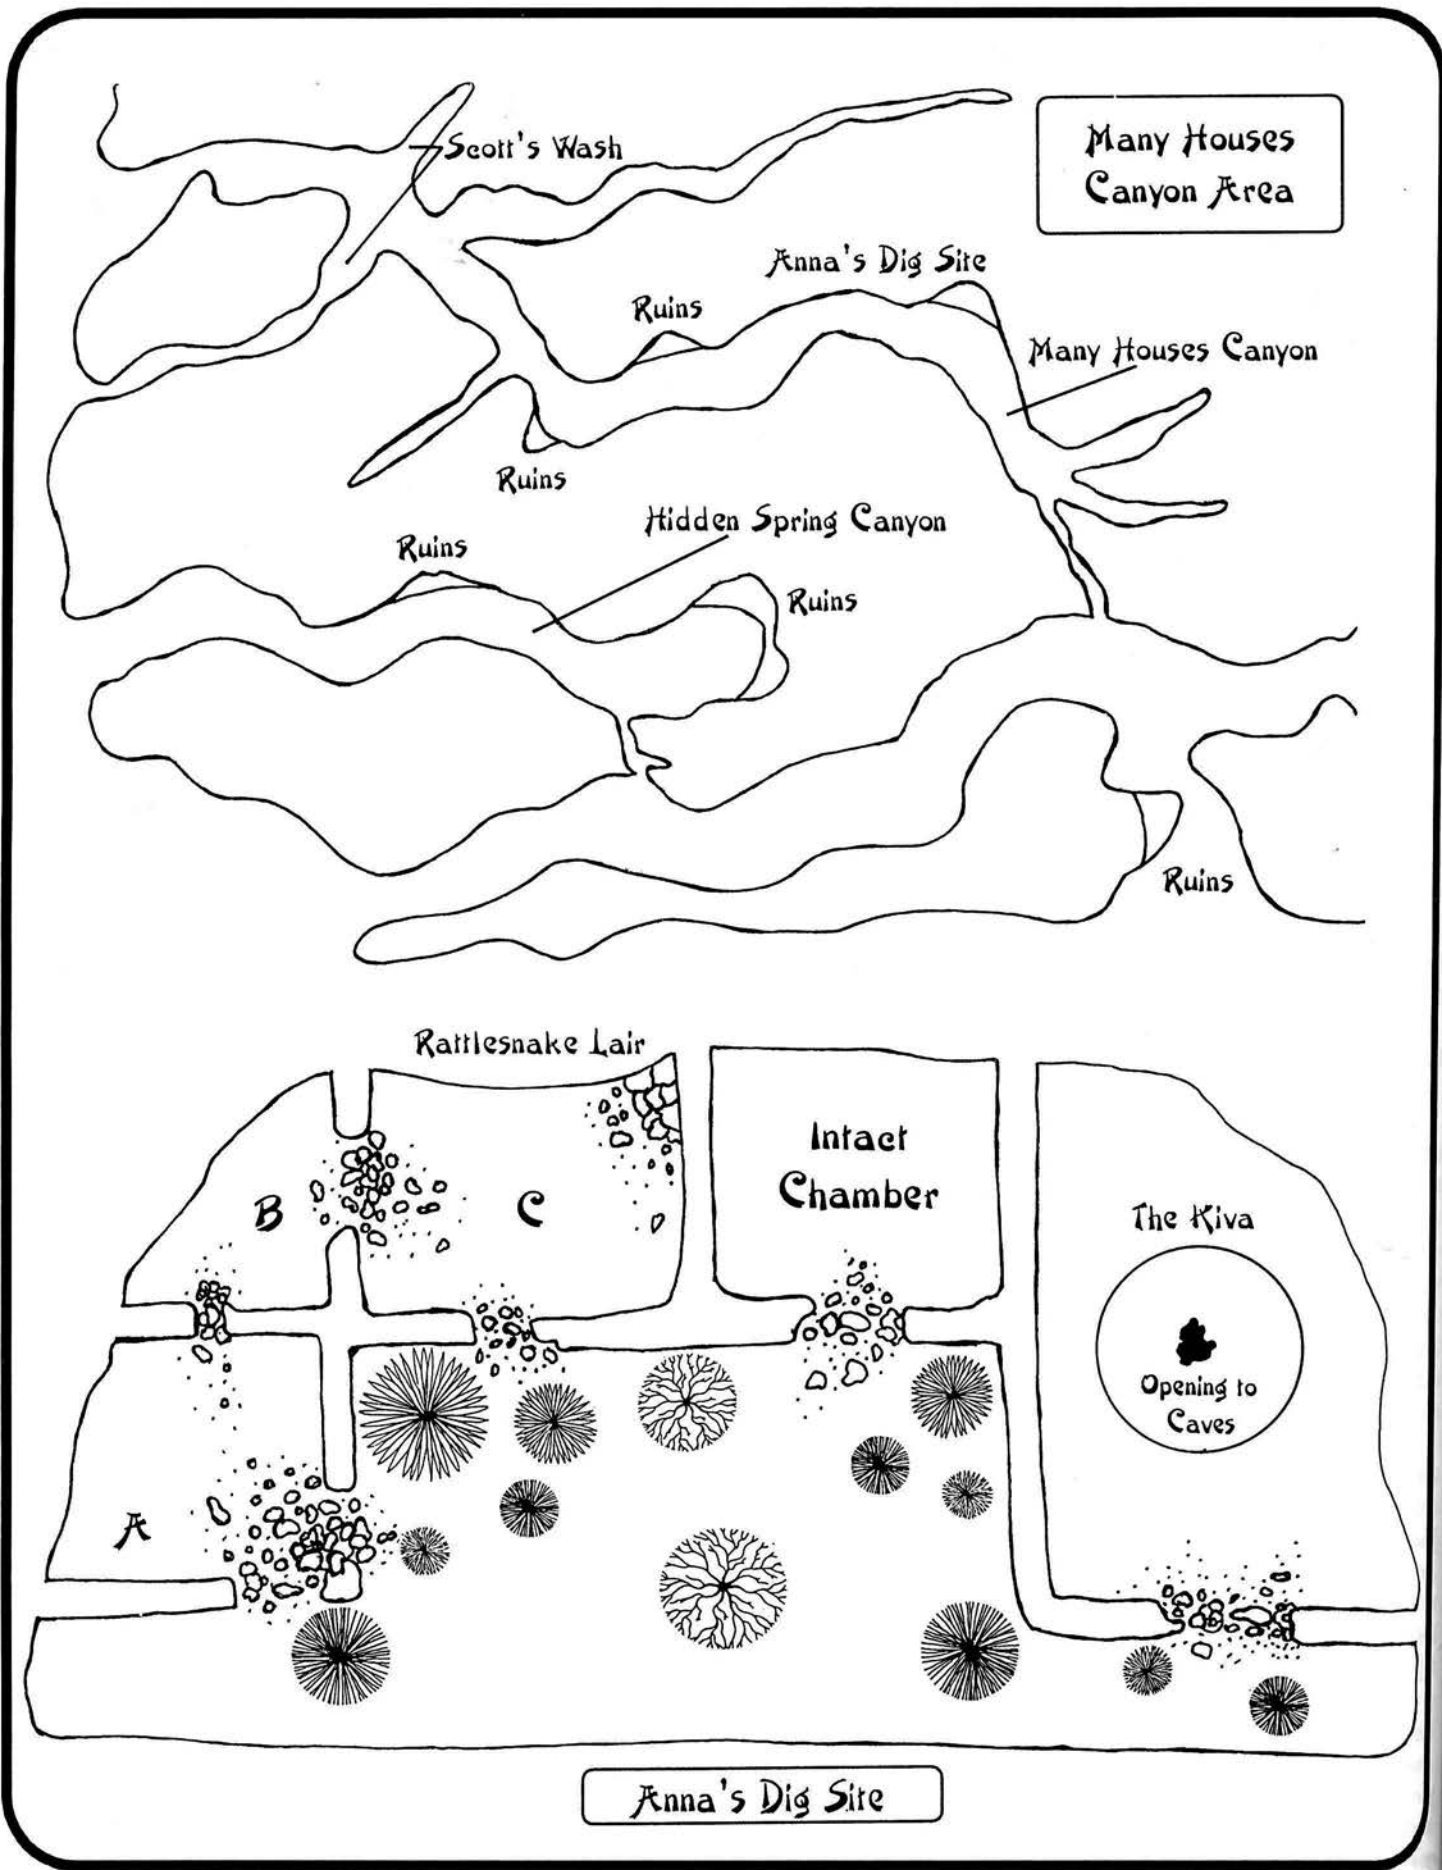 Many Houses
Canyon Area
Scott's Wash
Anna's Dig Site
Ruins
Many Houses Canyon
Ruins
Hidden Spring Canyon
Ruins
Ruins
Ruins
Rattlesnake Lair
Intact
Chamber
B
C
The Kiva
Opening to
Caves
A
Anna's Dig Site